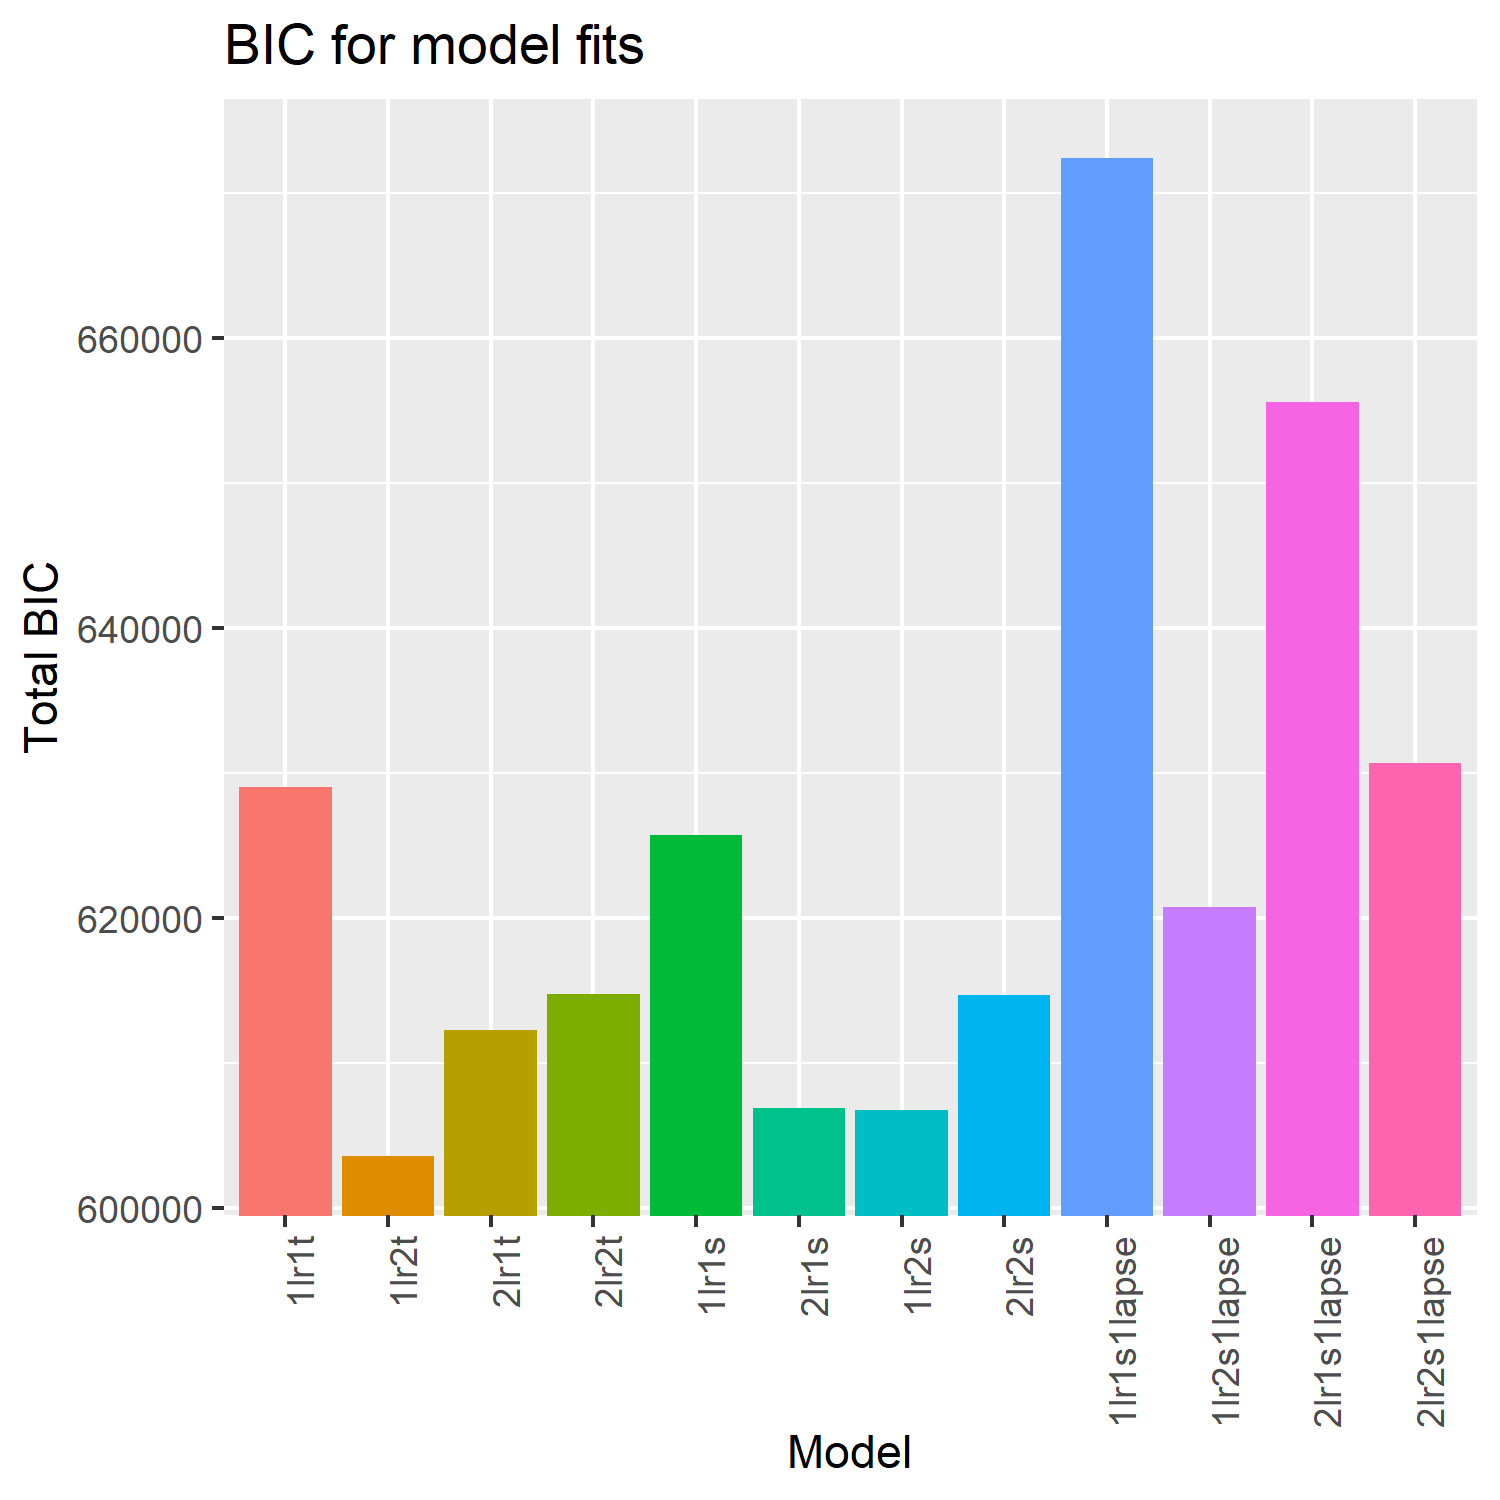 BIC for model fits
Total BIC
660000
640000
620000
600000
1lr1t
1lr2t
2lr1t
2lr2t
1lr1s
2lr1s
1lr2s
2lr2s
1lr1s1lapse
1lr2s1lapse
2lr1s1lapse
2lr2s1lapse
Model